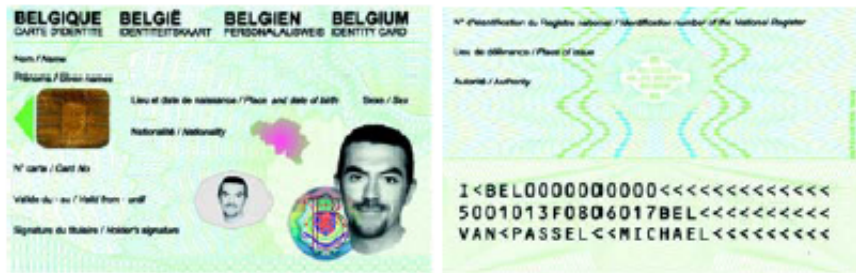 BELGIQUE BELGIË BELGIEN BELGIUM
CARTE D'IDENTITE IDENTITEITSKAART PERSONALAUSWEIS IDENTITY CARD
Nom / Name
Prénoms / Given names
Lieu et date de naissance / Place and date of birth Sexe / Sex
Nationalité / Nationality
N° carte / Card No
Valide du - au / Valid from - until
Signature du titulaire / Holder's signature
N° d'identification du Registre national / Identification number of the National Register
Lieu de délivrance / Place of issue
Autorité / Authority
I<BEL0000000000<<<<<<<<<<<<<<<
5001013F0806017BEL<<<<<<<<<<
VAN<PASSEL<<MICHAEL<<<<<<<<<